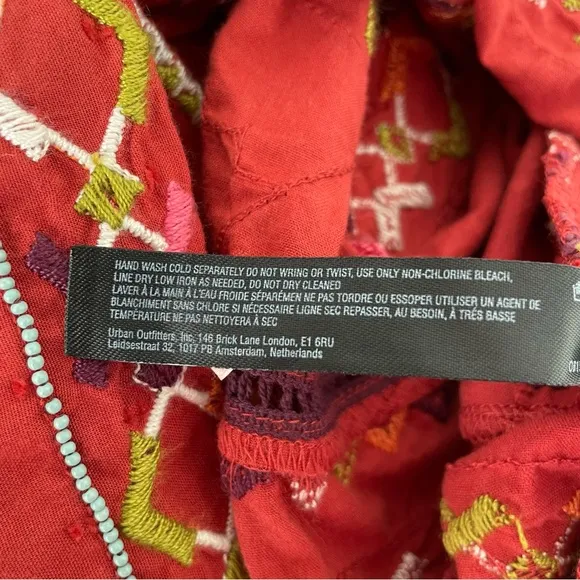 HAND WASH COLD SEPARATELY DO NOT WRING OR TWIST, USE ONLY NON-CHLORINE BLEACH,
LINE DRY LOW IRON AS NEEDED, DO NOT DRY CLEANED
LAVER À LA MAIN À L'EAU FROIDE SÉPARÉMEN NE PAS TORDRE OU ESSOPER UTILISER UN AGENT DE
BLANCHIMENT SANS CHLORE SI NÉCESSAIRE LIGNE SEC REPASSER, AU BESOIN, À TRÉS BASSE
TEMPÉRATURE NE PAS NETTOYERA À SEC
Urban Outfitters, Inc, 146 Brick Lane London, E1 6RU
Leidsestraat 32, 1017 PB Amsterdam, Netherlands